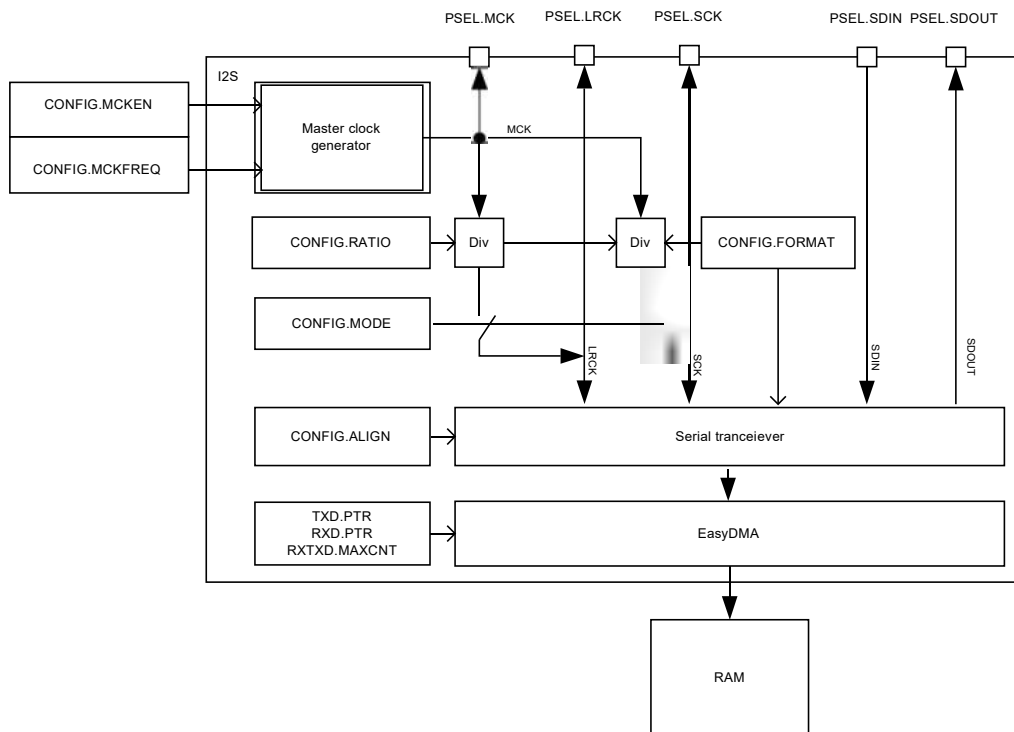 PSEL.MCK
PSEL.LRCK
PSEL.SCK
PSEL.SDIN
PSEL.SDOUT
I2S
CONFIG.MCKEN
CONFIG.MCKFREQ
Master clock
generator
MCK
CONFIG.RATIO
Div
Div
CONFIG.FORMAT
CONFIG.MODE
LRCK
SCK
SDIN
SDOUT
CONFIG.ALIGN
Serial tranceiever
TXD.PTR
RXD.PTR
RXTXD.MAXCNT
EasyDMA
RAM